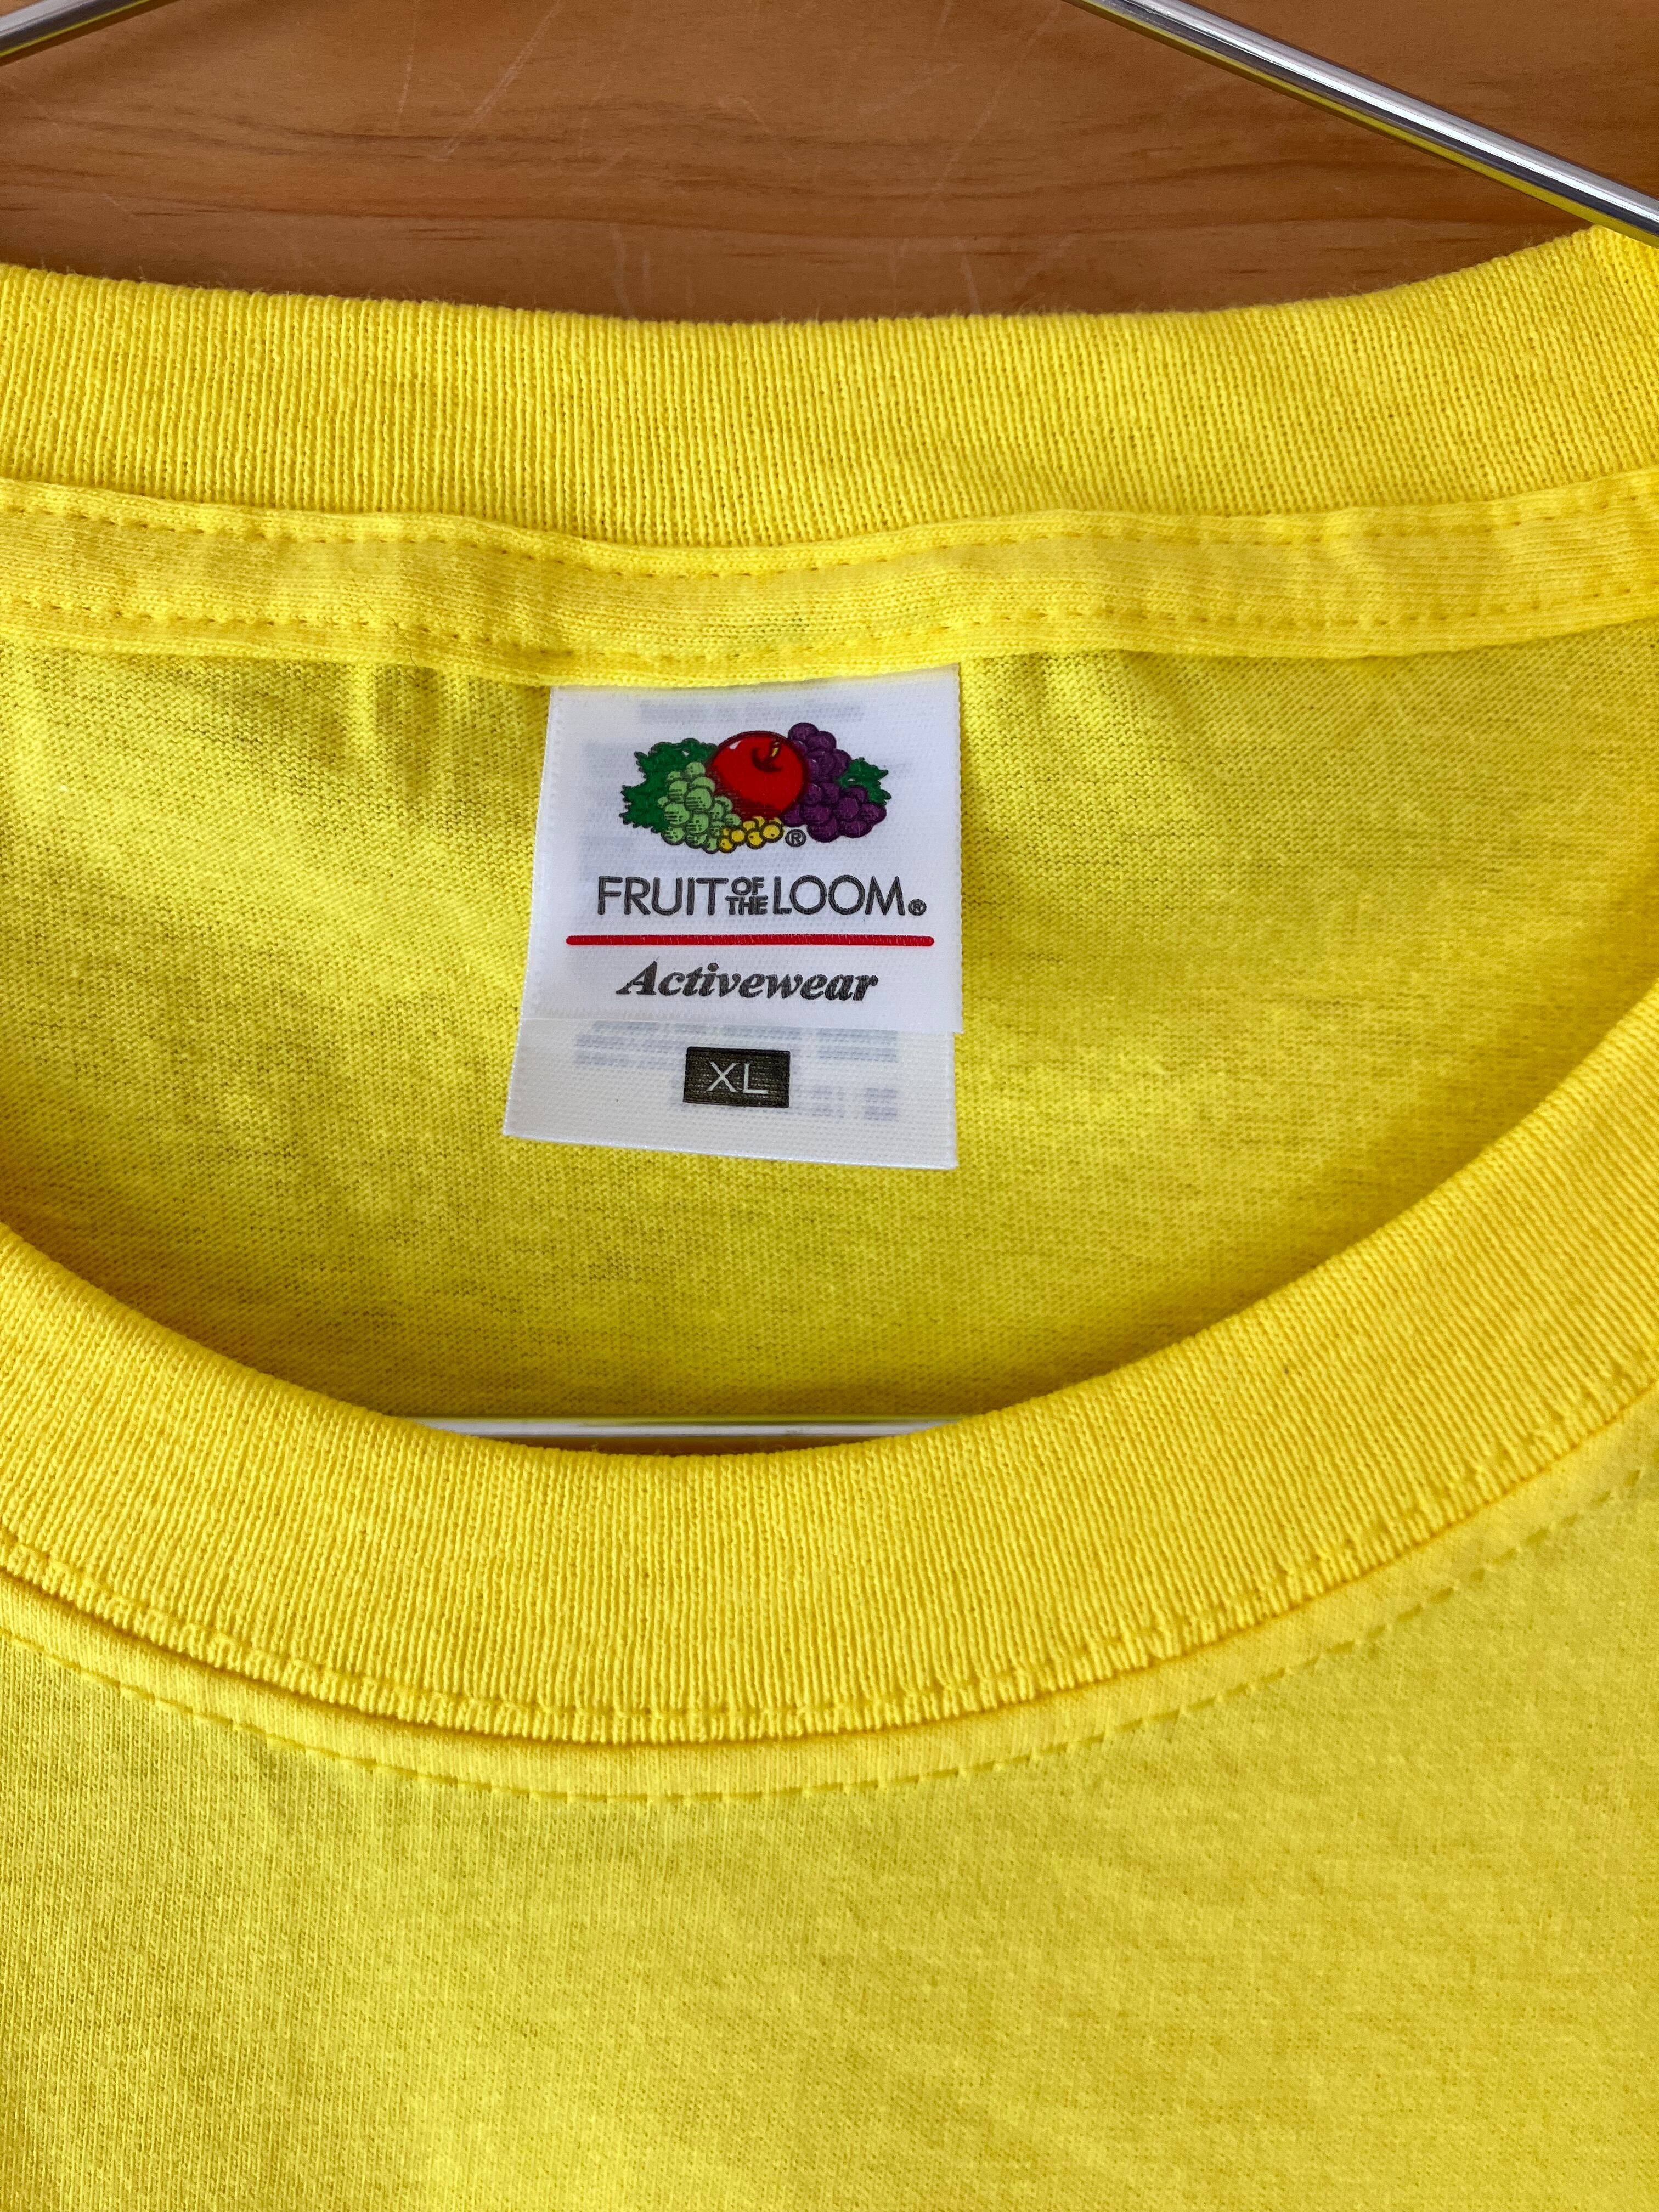 ®
FRUIT OF THE LOOM®
Activewear
XL